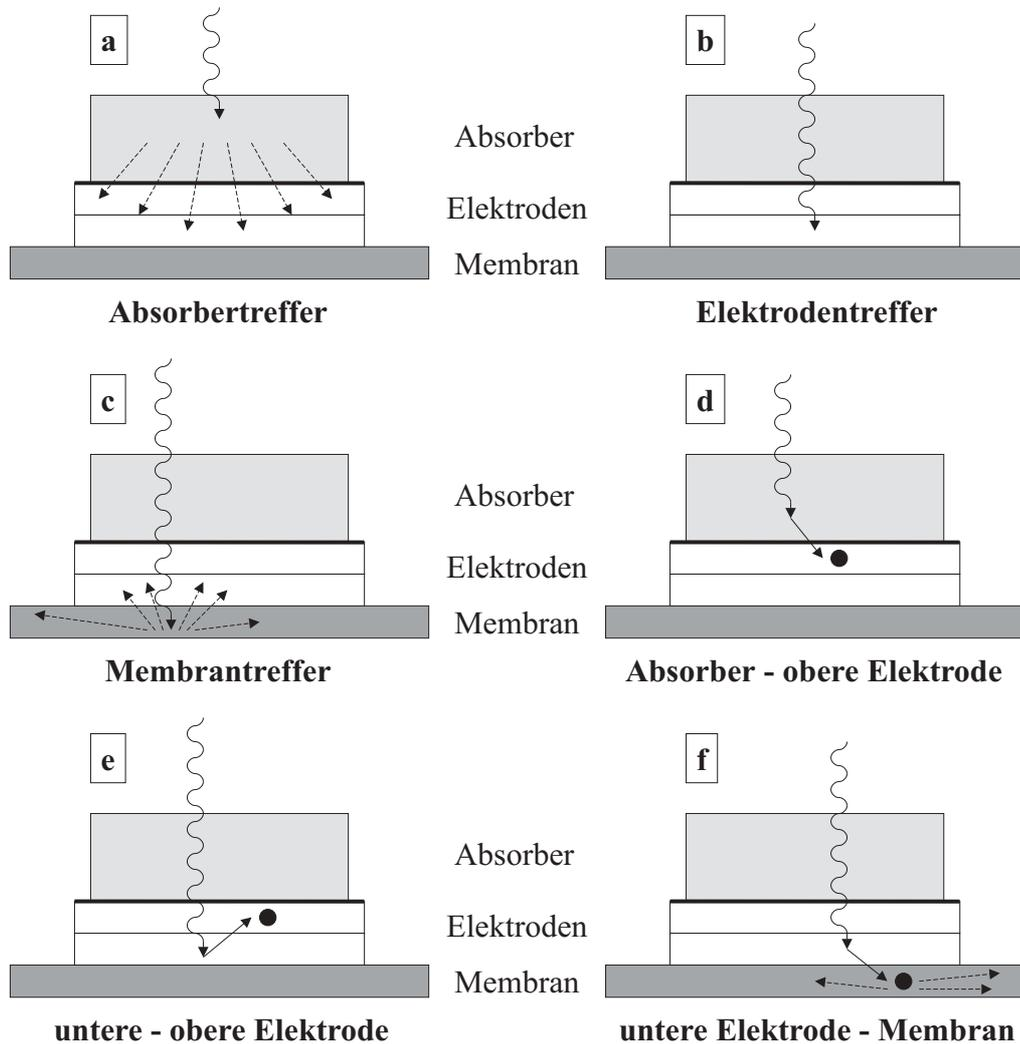 a
b
Absorber
Elektroden
Membran
Absorbertreffer
Elektrodentreffer
c
d
Absorber
Elektroden
Membran
Membrantreffer
Absorber - obere Elektrode
e
f
Absorber
Elektroden
Membran
untere - obere Elektrode
untere Elektrode - Membran